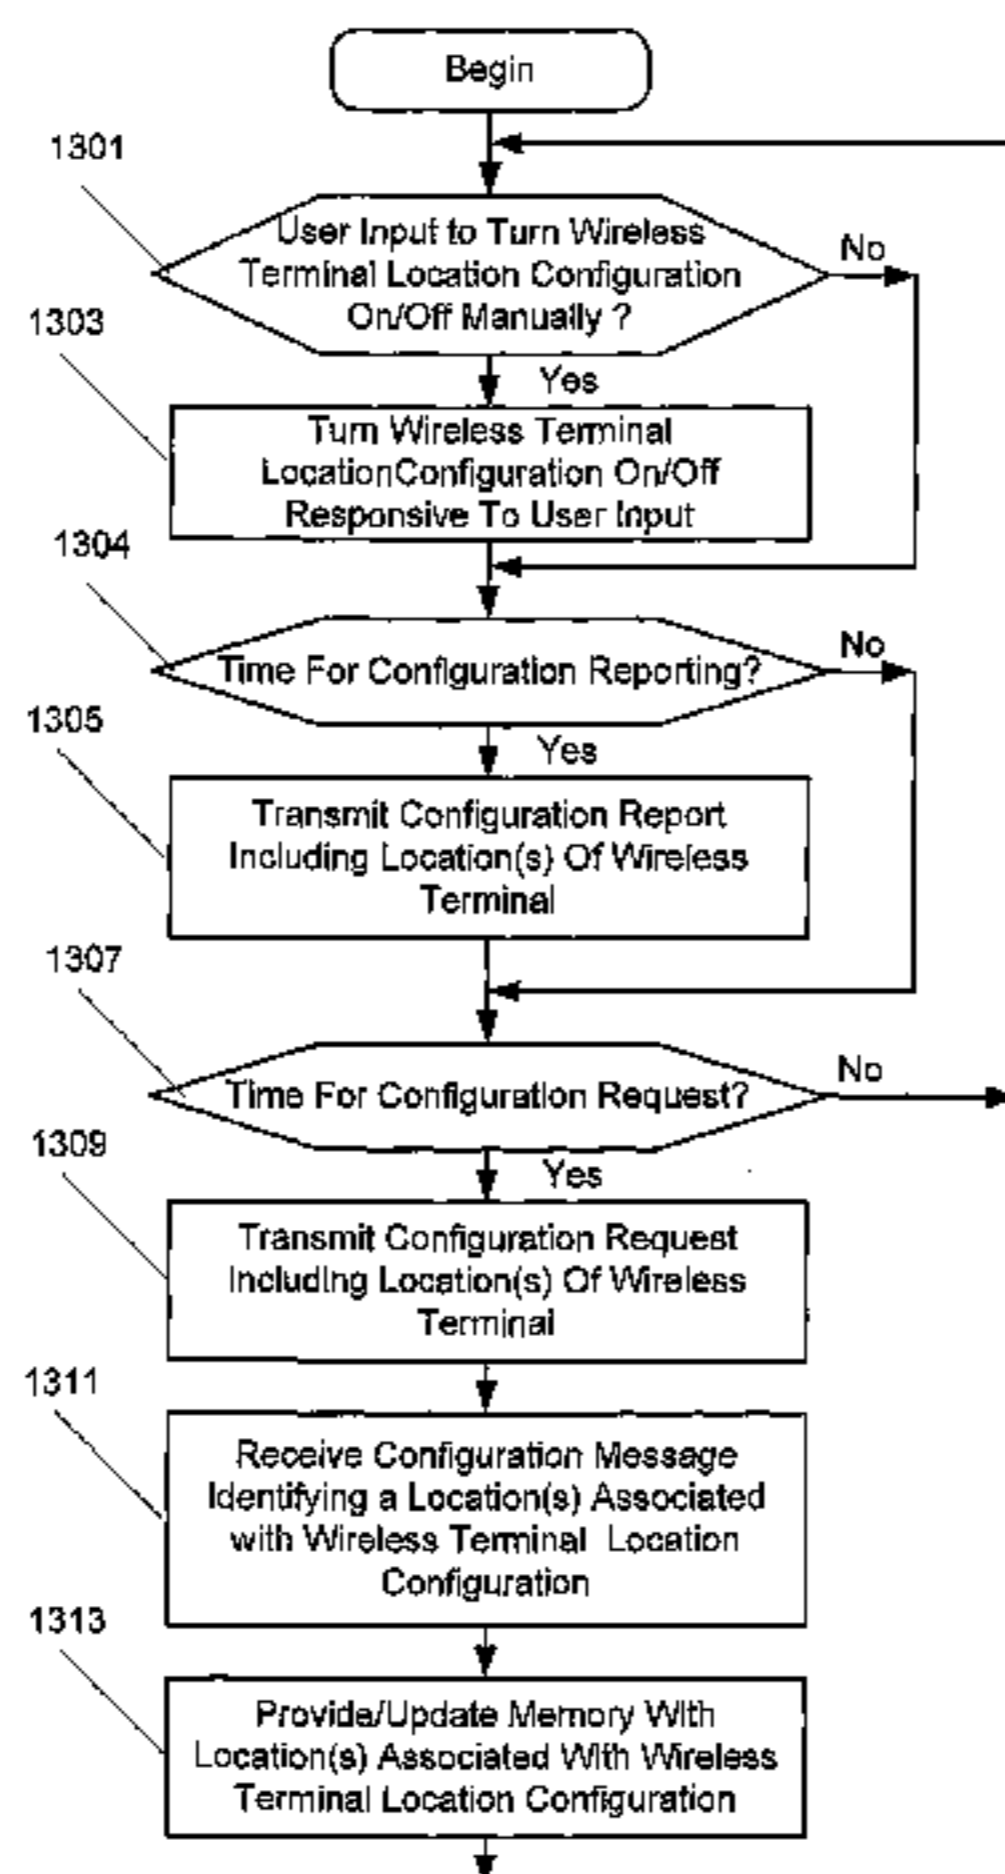 Begin
1301
User Input to Turn Wireless
Terminal Location Configuration
On/Off Manually ?
No
Yes
1303
Turn Wireless Terminal
LocationConfiguration On/Off
Responsive To User Input
1304
Time For Configuration Reporting?
No
Yes
1305
Transmit Configuration Report
Including Location(s) Of Wireless
Terminal
1307
Time For Configuration Request?
No
Yes
1309
Transmit Configuration Request
Including Location(s) Of Wireless
Terminal
1311
Receive Configuration Message
Identifying a Location(s) Associated
with Wireless Terminal Location
Configuration
1313
Provide/Update Memory With
Location(s) Associated With Wireless
Terminal Location Configuration